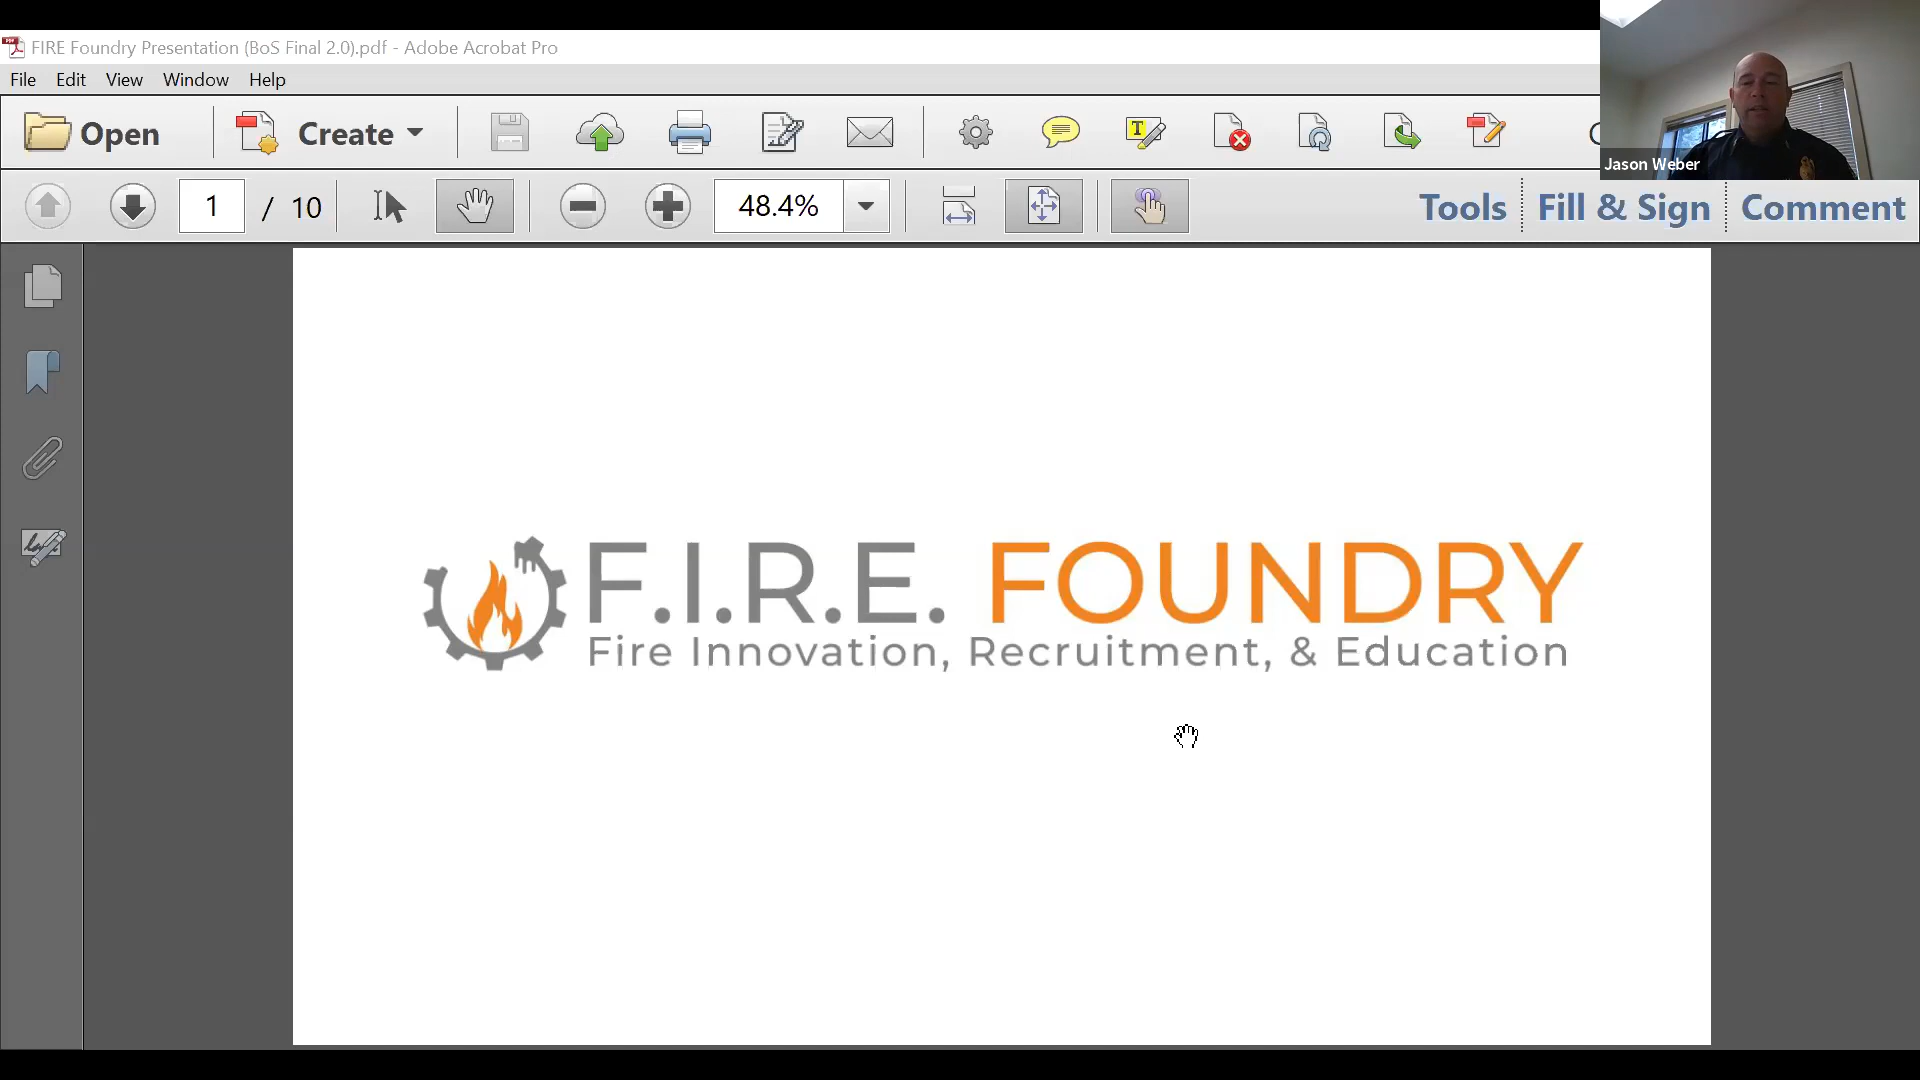 FIRE Foundry Presentation (BoS Final 2.0).pdf - Adobe Acrobat Pro
File Edit View Window Help
Open Create
Jason Weber
1 / 10 48.4% Tools Fill & Sign Comment
F.I.R.E. FOUNDRY
Fire Innovation, Recruitment, & Education